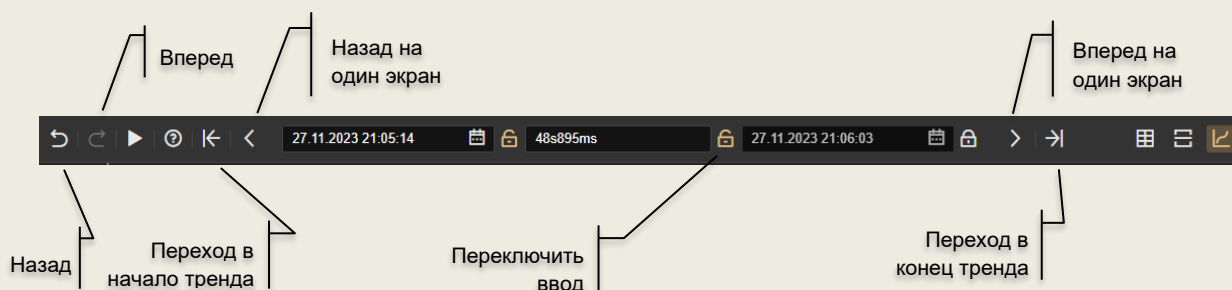 Вперед
Назад на
один экран
Вперед на
один экран
27.11.2023 21:05:14
48s895ms
27.11.2023 21:06:03
Назад
Переход в
начало тренда
Переключить
ввод
Переход в
конец тренда